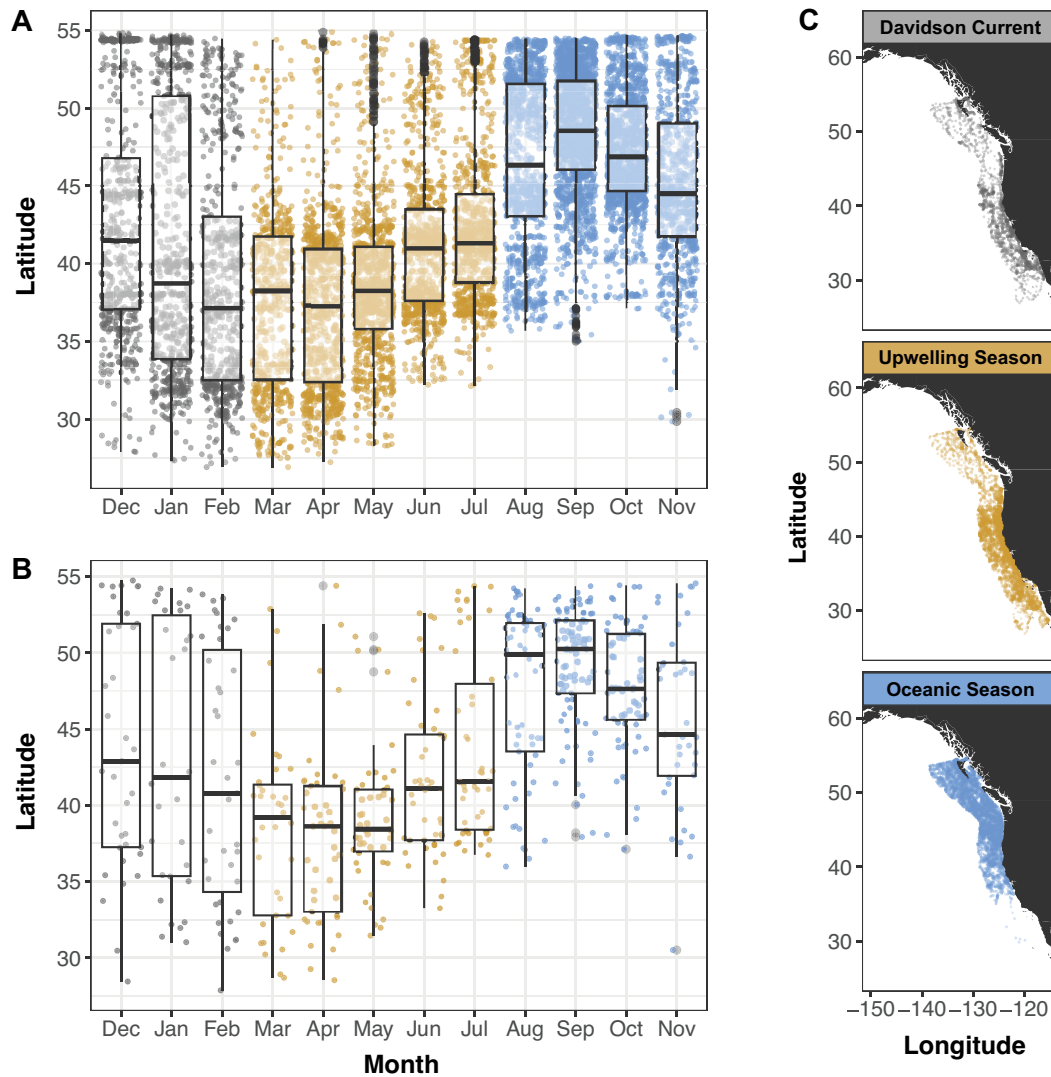 A
Latitude
55
50
45
40
35
30
Dec Jan Feb Mar Apr May Jun Jul Aug Sep Oct Nov
B
Latitude
55
50
45
40
35
30
Dec Jan Feb Mar Apr May Jun Jul Aug Sep Oct Nov
Month
C
Latitude
Davidson Current
60
50
40
30
Upwelling Season
60
50
40
30
Oceanic Season
60
50
40
30
−150 −140 −130 −120
Longitude